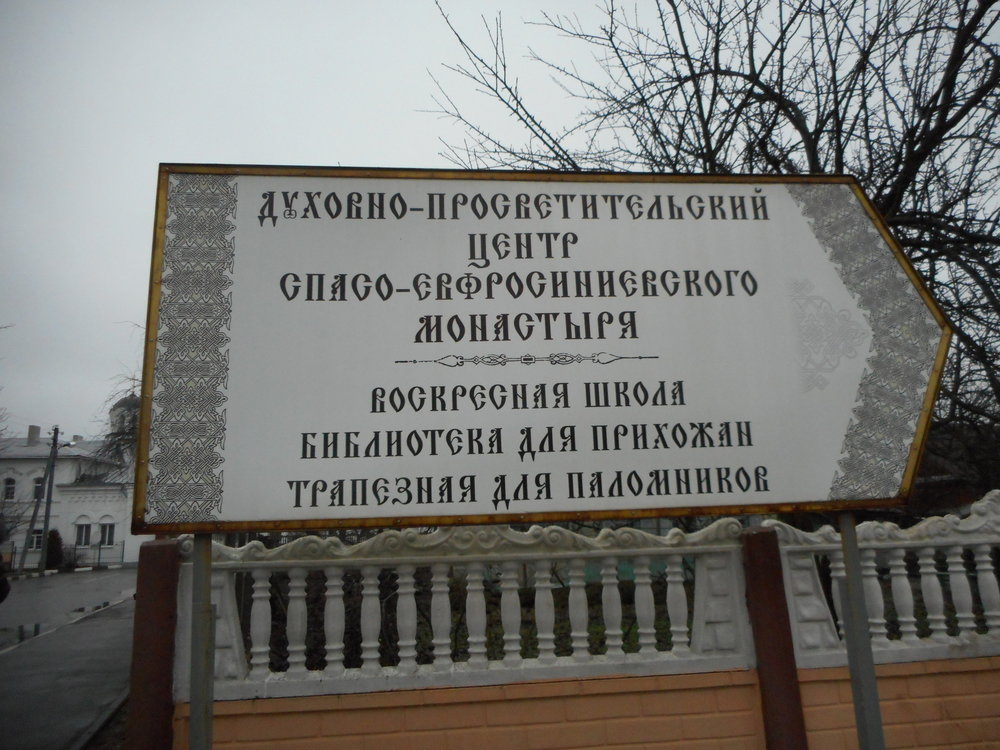 ДУХОВНО-ПРОСВЕТИТЕЛЬСКИЙ
ЦЕНТР
СПАСО-ЕВФРОСИНИЕВСКОГО
МОНАСТЫРЯ
ВОСКРЕСНАЯ ШКОЛА
БИБЛИОТЕКА ДЛЯ ПРИХОЖАН
ТРАПЕЗНАЯ ДЛЯ ПАЛОМНИКОВ